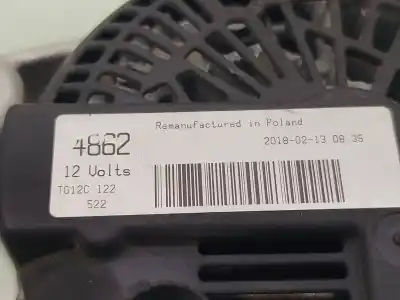 Remanufactured in Poland
4862
2018-02-13 08 35
12 Volts
TG12C 122
522